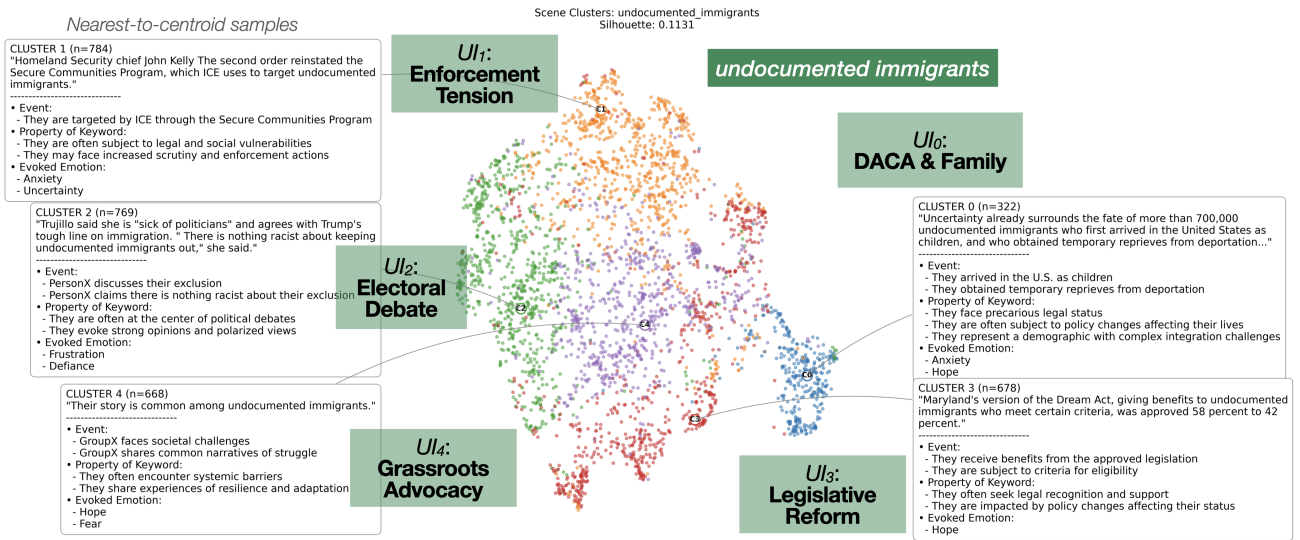 Scene Clusters: undocumented_immigrants
Silhouette: 0.1131
Nearest-to-centroid samples
undocumented immigrants
CLUSTER 1 (n=784)
"Homeland Security chief John Kelly The second order reinstated the
Secure Communities Program, which ICE uses to target undocumented
immigrants."
------------------------------
• Event:
- They are targeted by ICE through the Secure Communities Program
• Property of Keyword:
- They are often subject to legal and social vulnerabilities
- They may face increased scrutiny and enforcement actions
• Evoked Emotion:
- Anxiety
- Uncertainty
UI₁:
Enforcement
Tension
C1
CLUSTER 2 (n=769)
"Trujillo said she is "sick of politicians" and agrees with Trump's
tough line on immigration. " There is nothing racist about keeping
undocumented immigrants out," she said."
------------------------------
• Event:
- PersonX discusses their exclusion
- PersonX claims there is nothing racist about their exclusion
• Property of Keyword:
- They are often at the center of political debates
- They evoke strong opinions and polarized views
• Evoked Emotion:
- Frustration
- Defiance
UI₂:
Electoral
Debate
C2
CLUSTER 4 (n=668)
"Their story is common among undocumented immigrants."
------------------------------
• Event:
- GroupX faces societal challenges
- GroupX shares common narratives of struggle
• Property of Keyword:
- They often encounter systemic barriers
- They share experiences of resilience and adaptation
• Evoked Emotion:
- Hope
- Fear
UI₄:
Grassroots
Advocacy
C4
UI₀:
DACA & Family
CLUSTER 0 (n=322)
"Uncertainty already surrounds the fate of more than 700,000
undocumented immigrants who first arrived in the United States as
children, and who obtained temporary reprieves from deportation..."
------------------------------
• Event:
- They arrived in the U.S. as children
- They obtained temporary reprieves from deportation
• Property of Keyword:
- They face precarious legal status
- They are often subject to policy changes affecting their lives
- They represent a demographic with complex integration challenges
• Evoked Emotion:
- Anxiety
- Hope
C0
CLUSTER 3 (n=678)
"Maryland's version of the Dream Act, giving benefits to undocumented
immigrants who meet certain criteria, was approved 58 percent to 42
percent."
------------------------------
• Event:
- They receive benefits from the approved legislation
- They are subject to criteria for eligibility
• Property of Keyword:
- They often seek legal recognition and support
- They are impacted by policy changes affecting their status
• Evoked Emotion:
- Hope
UI₃:
Legislative
Reform
C3